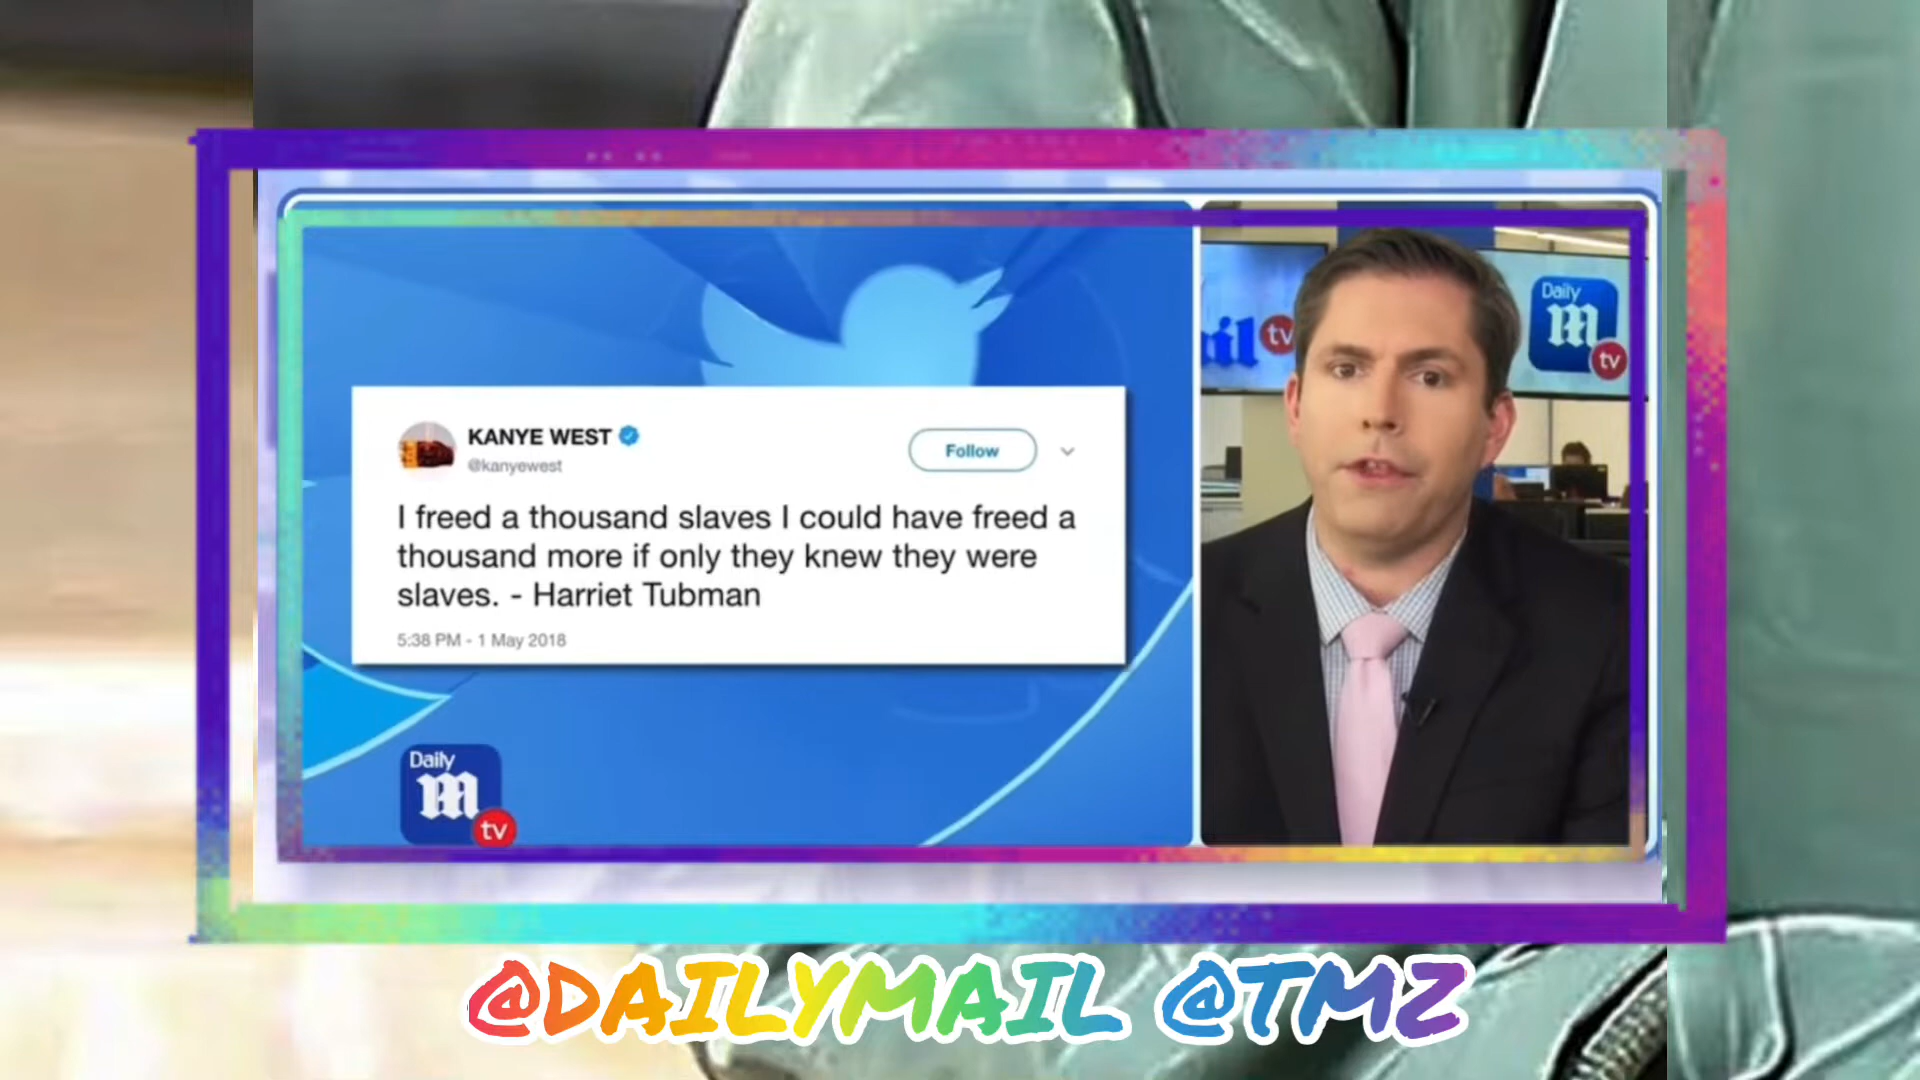 KANYE WEST
@kanyewest
Follow
I freed a thousand slaves I could have freed a
thousand more if only they knew they were
slaves. - Harriet Tubman
5:38 PM - 1 May 2018
Daily
M
tv
il tv
Daily
M
tv
@DAILYMAIL @TMZ